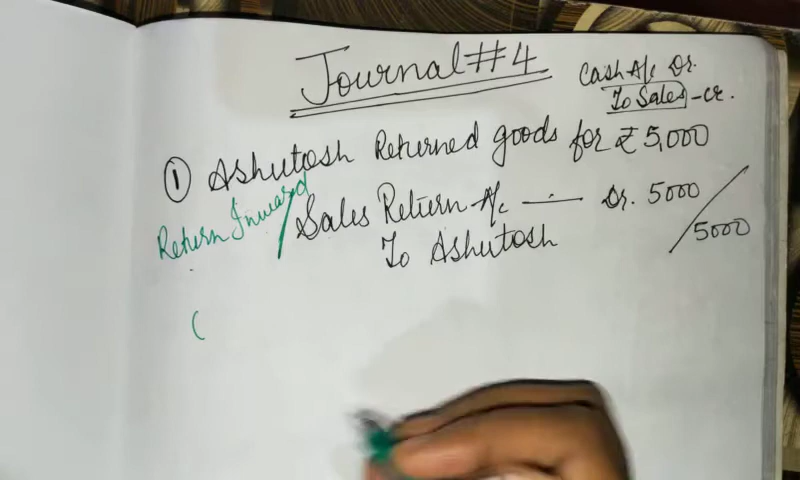 Journal #4
Cash A/c Dr.
To Sales - cr.
① Ashutosh Returned goods for ₹ 5,000
Return Inward / Sales Return A/c — Dr. 5000
To Ashutosh 5000
(